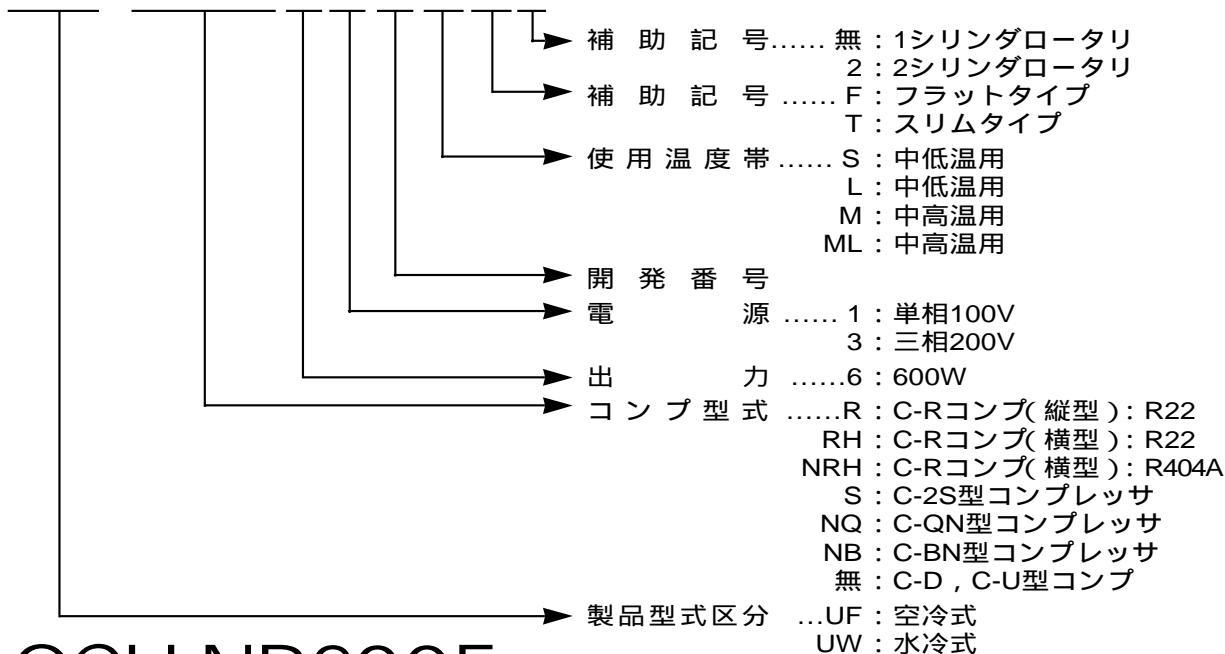 補助記号……無：1シリンダロータリ
2：2シリンダロータリ
補助記号……F：フラットタイプ
T：スリムタイプ
使用温度帯……S：中低温用
L：中低温用
M：中高温用
ML：中高温用
開発番号
電源……1：単相100V
3：三相200V
出力……6：600W
コンプ型式……R：C-Rコンプ(縦型)：R22
RH：C-Rコンプ(横型)：R22
NRH：C-Rコンプ(横型)：R404A
S：C-2S型コンプレッサ
NQ：C-QN型コンプレッサ
NB：C-BN型コンプレッサ
無：C-D，C-U型コンプ
製品型式区分…UF：空冷式
UW：水冷式